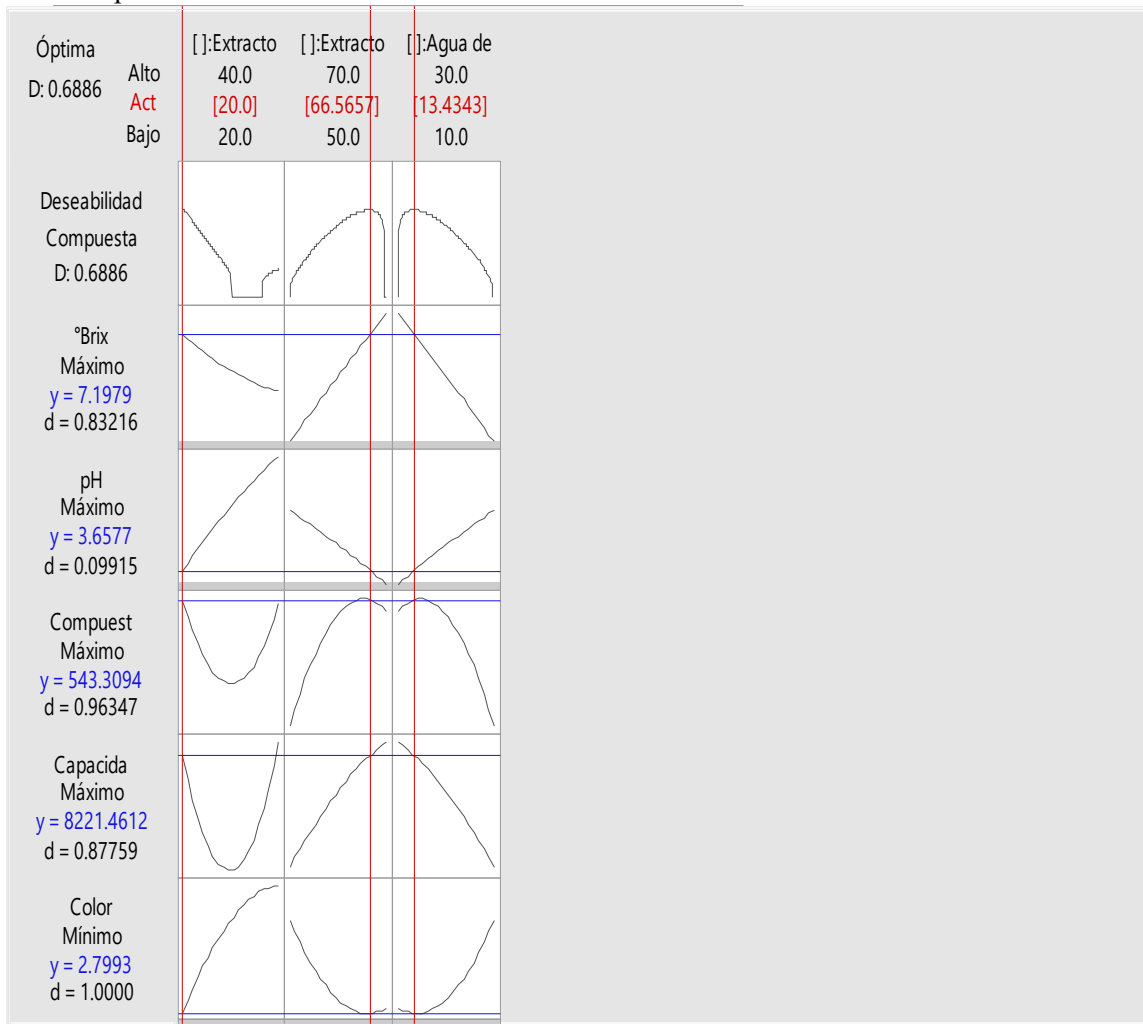 Óptima
D: 0.6886
Alto
Act
Bajo
[ ]:Extracto
40.0
[20.0]
20.0
[ ]:Extracto
70.0
[66.5657]
50.0
[ ]:Agua de
30.0
[13.4343]
10.0
Deseabilidad
Compuesta
D: 0.6886
°Brix
Máximo
y = 7.1979
d = 0.83216
pH
Máximo
y = 3.6577
d = 0.09915
Compuest
Máximo
y = 543.3094
d = 0.96347
Capacida
Máximo
y = 8221.4612
d = 0.87759
Color
Mínimo
y = 2.7993
d = 1.0000